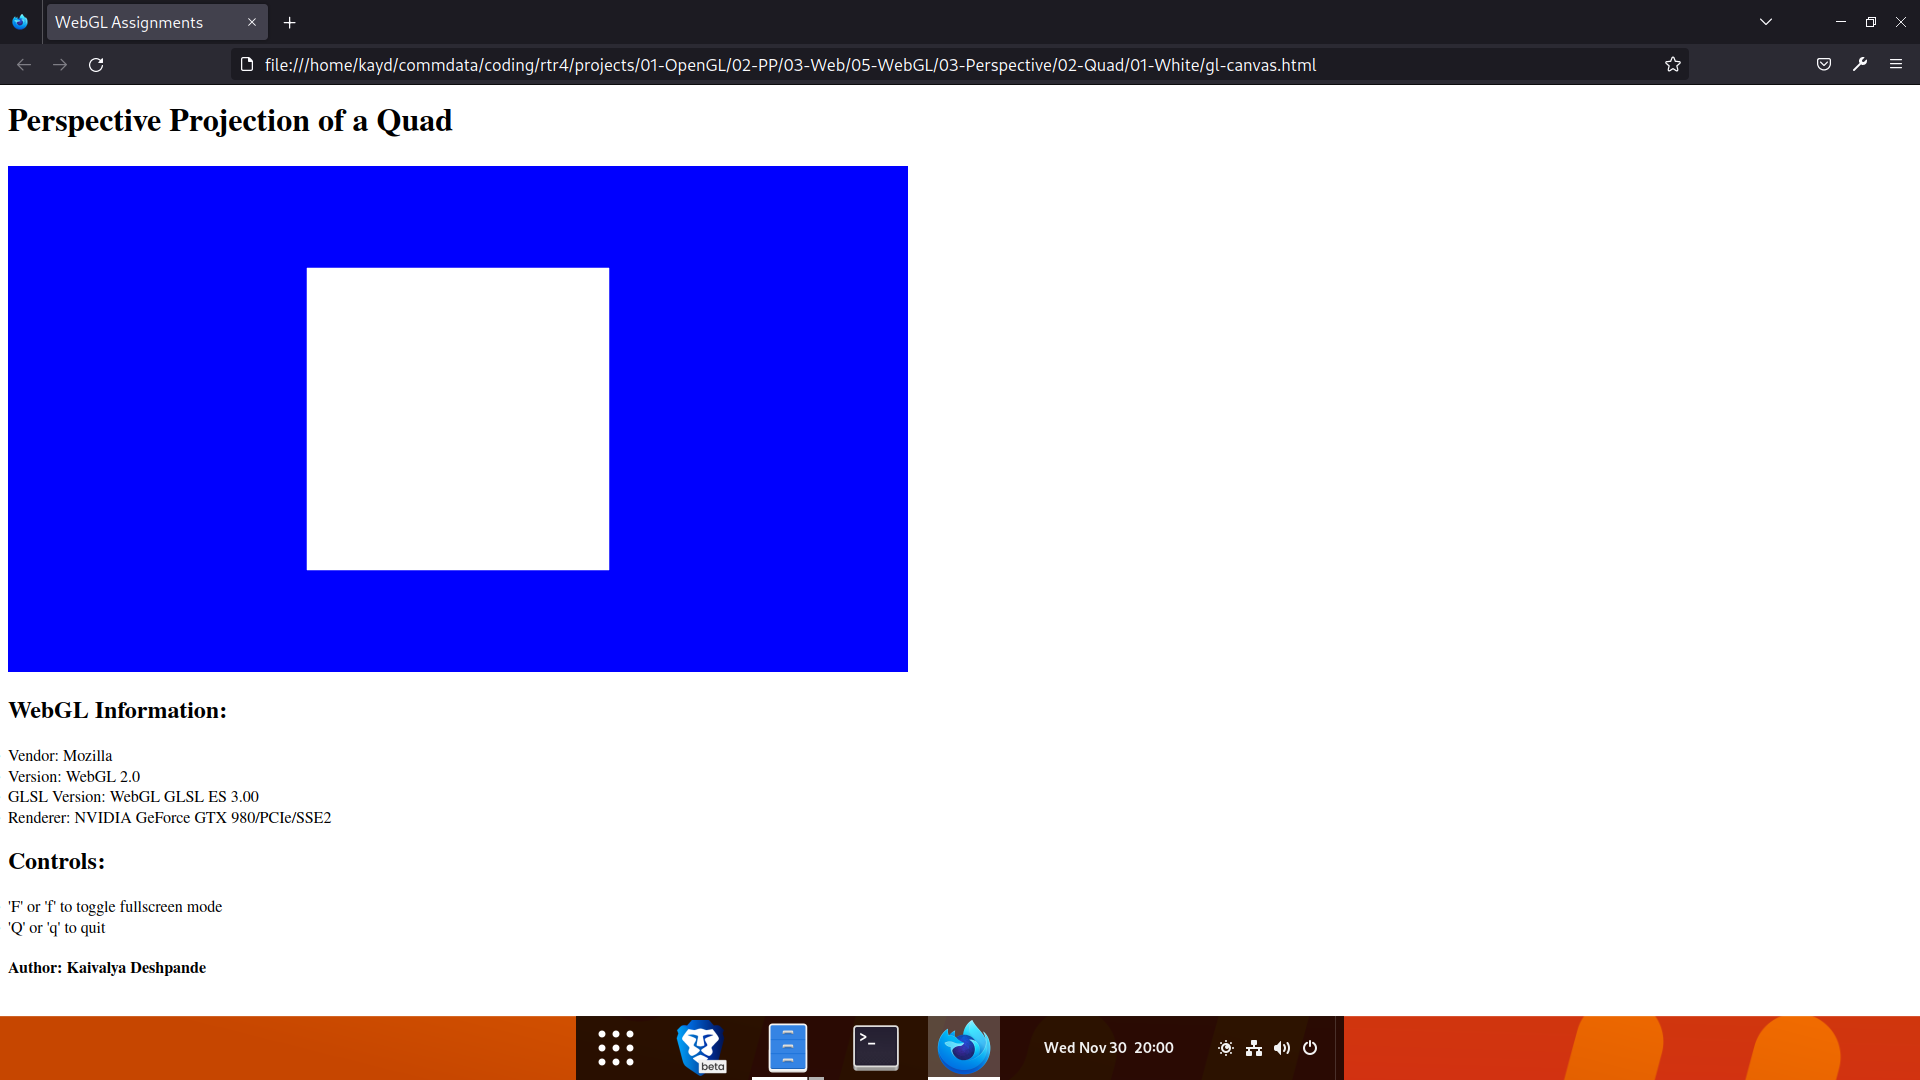 WebGL Assignments
file:///home/kayd/commdata/coding/rtr4/projects/01-OpenGL/02-PP/03-Web/05-WebGL/03-Perspective/02-Quad/01-White/gl-canvas.html
Perspective Projection of a Quad
WebGL Information:
Vendor: Mozilla
Version: WebGL 2.0
GLSL Version: WebGL GLSL ES 3.00
Renderer: NVIDIA GeForce GTX 980/PCIe/SSE2
Controls:
'F' or 'f' to toggle fullscreen mode
'Q' or 'q' to quit
Author: Kaivalya Deshpande
beta
>_
Wed Nov 30 20:00